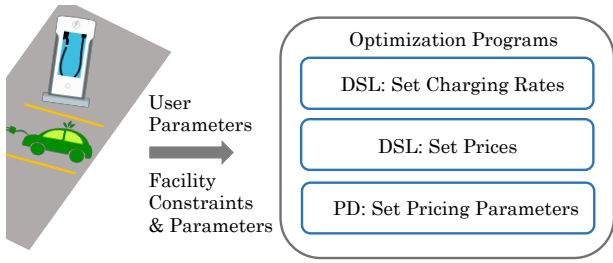 User
Parameters
Facility
Constraints
& Parameters
Optimization Programs
DSL: Set Charging Rates
DSL: Set Prices
PD: Set Pricing Parameters